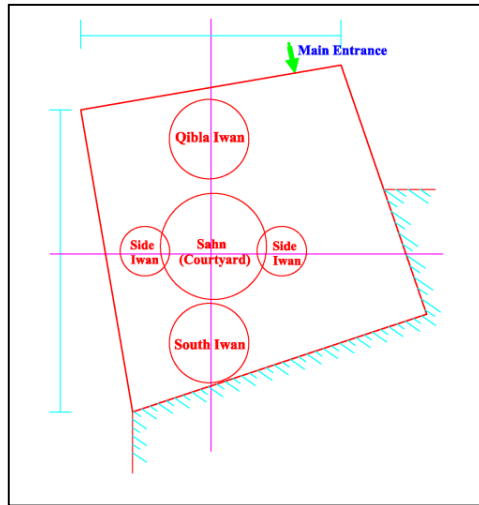 Main Entrance
Qibla Iwan
Side
Iwan
Sahn
(Courtyard)
Side
Iwan
South Iwan